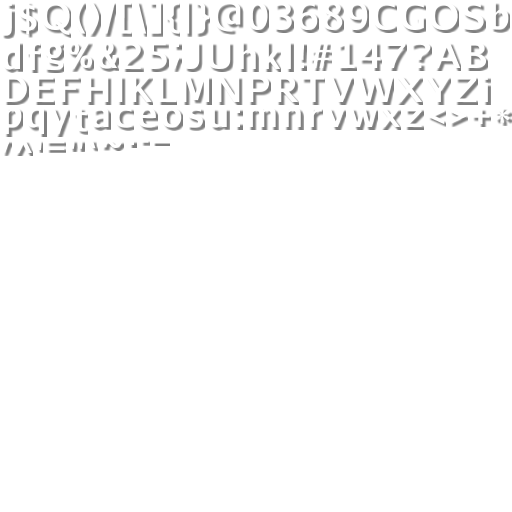 j$Q()/[\]{|}@03689CGOSb
dfg%&25;JUhkl!#147?AB
DEFHIKLMNPRTVWXYZi
pqytaceosu:mnrvwxz<>+*